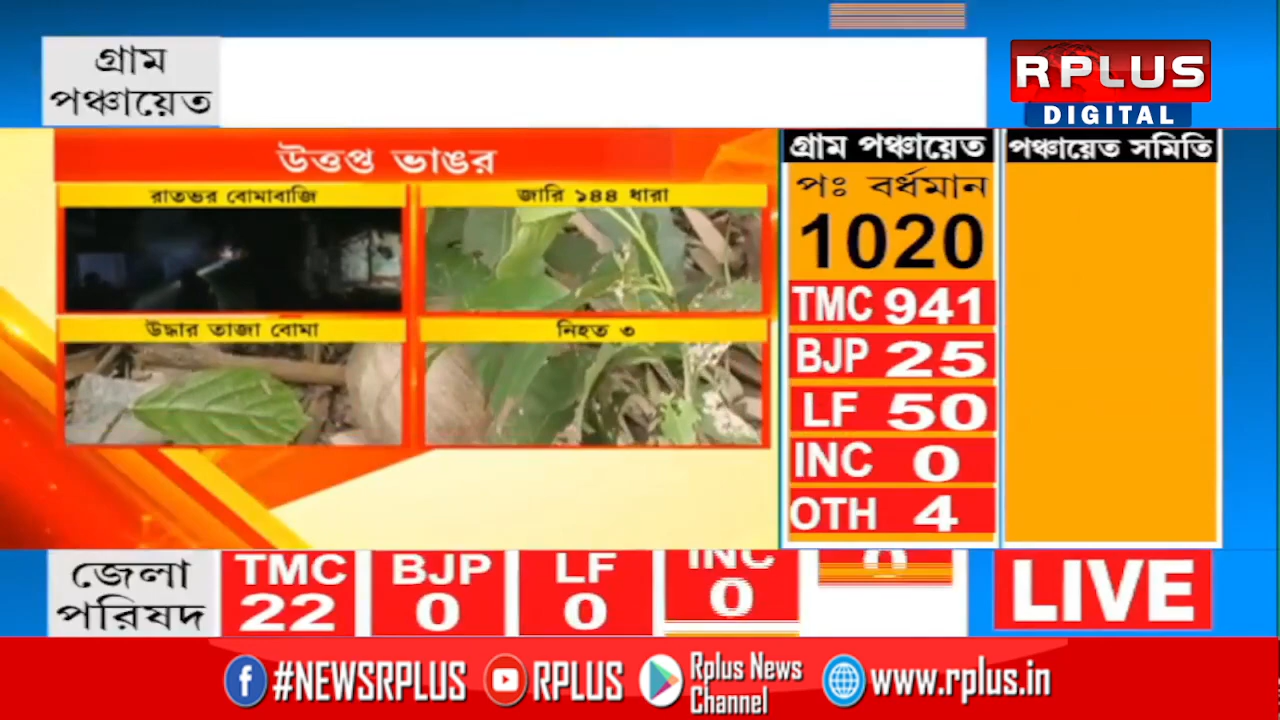 গ্রাম
পঞ্চায়েত
RPLUS
DIGITAL
উত্তপ্ত ভাঙর
রাতভর বোমাবাজি
জারি ১৪৪ ধারা
উদ্ধার তাজা বোমা
নিহত ৩
গ্রাম পঞ্চায়েত
পঃ বর্ধমান
1020
TMC 941
BJP 25
LF 50
INC 0
OTH 4
পঞ্চায়েত সমিতি
জেলা
পরিষদ
TMC
22
BJP
0
LF
0
INC
0
0
LIVE
#NEWSRPLUS
RPLUS
Rplus News
Channel
www.rplus.in